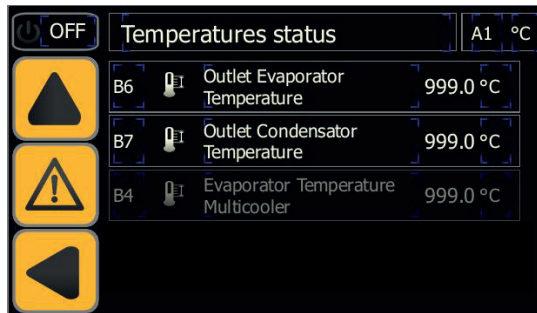 OFF
Temperatures status
A1 °C
B6
Outlet Evaporator
Temperature
999.0 °C
B7
Outlet Condensator
Temperature
999.0 °C
B4
Evaporator Temperature
Multicooler
999.0 °C